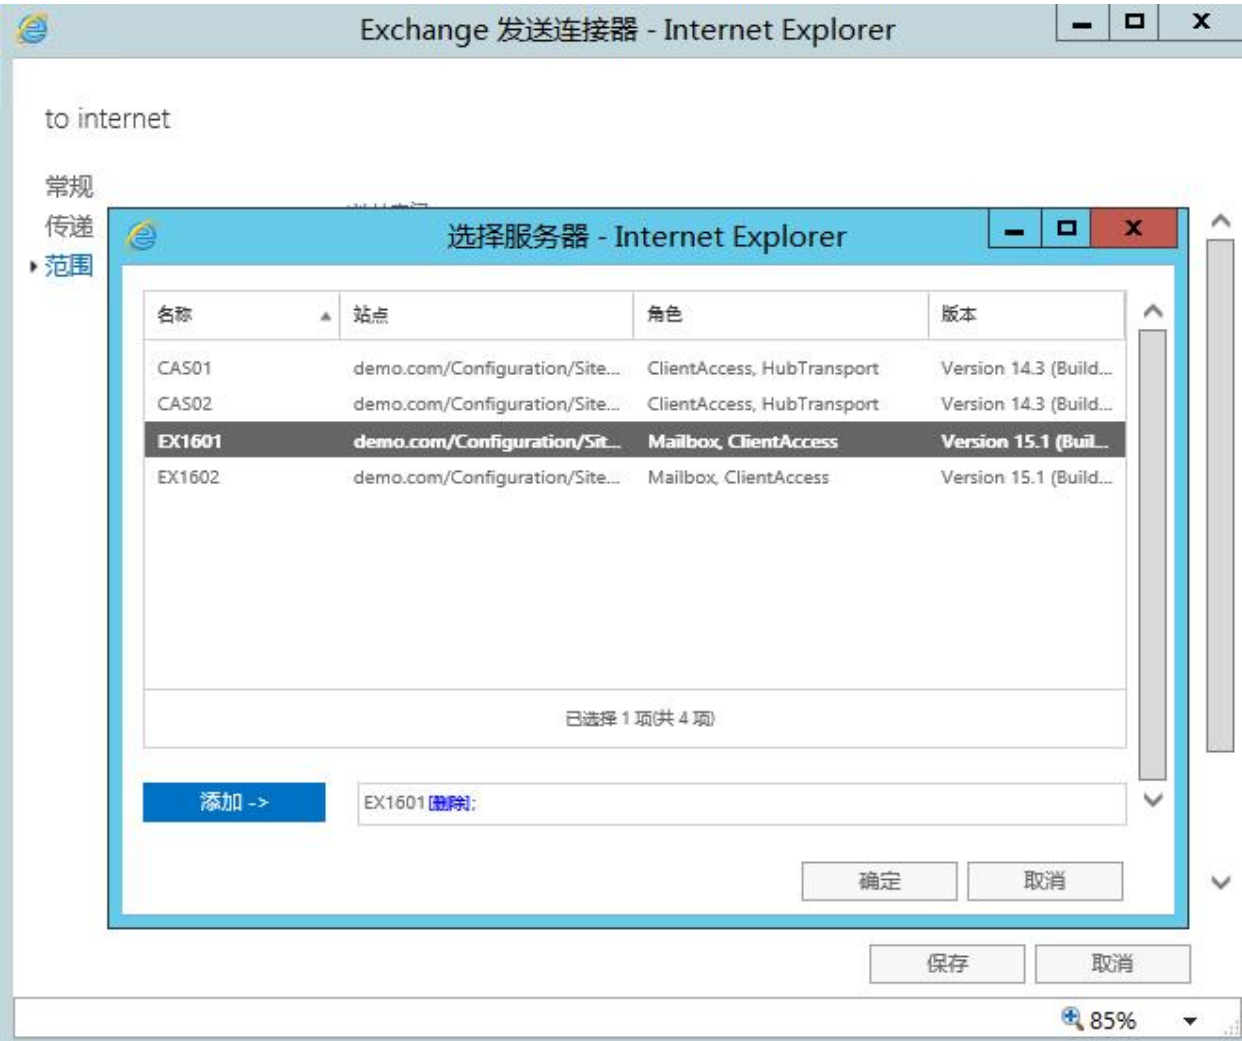 Exchange 发送连接器 - Internet Explorer
to internet
常规
传递
范围
选择服务器 - Internet Explorer
名称 站点 角色 版本
CAS01 demo.com/Configuration/Site... ClientAccess, HubTransport Version 14.3 (Build...
CAS02 demo.com/Configuration/Site... ClientAccess, HubTransport Version 14.3 (Build...
EX1601 demo.com/Configuration/Sit... Mailbox, ClientAccess Version 15.1 (Buil...
EX1602 demo.com/Configuration/Site... Mailbox, ClientAccess Version 15.1 (Build...
已选择 1 项(共 4 项)
添加 -> EX1601[删除];
确定 取消
保存 取消
85%